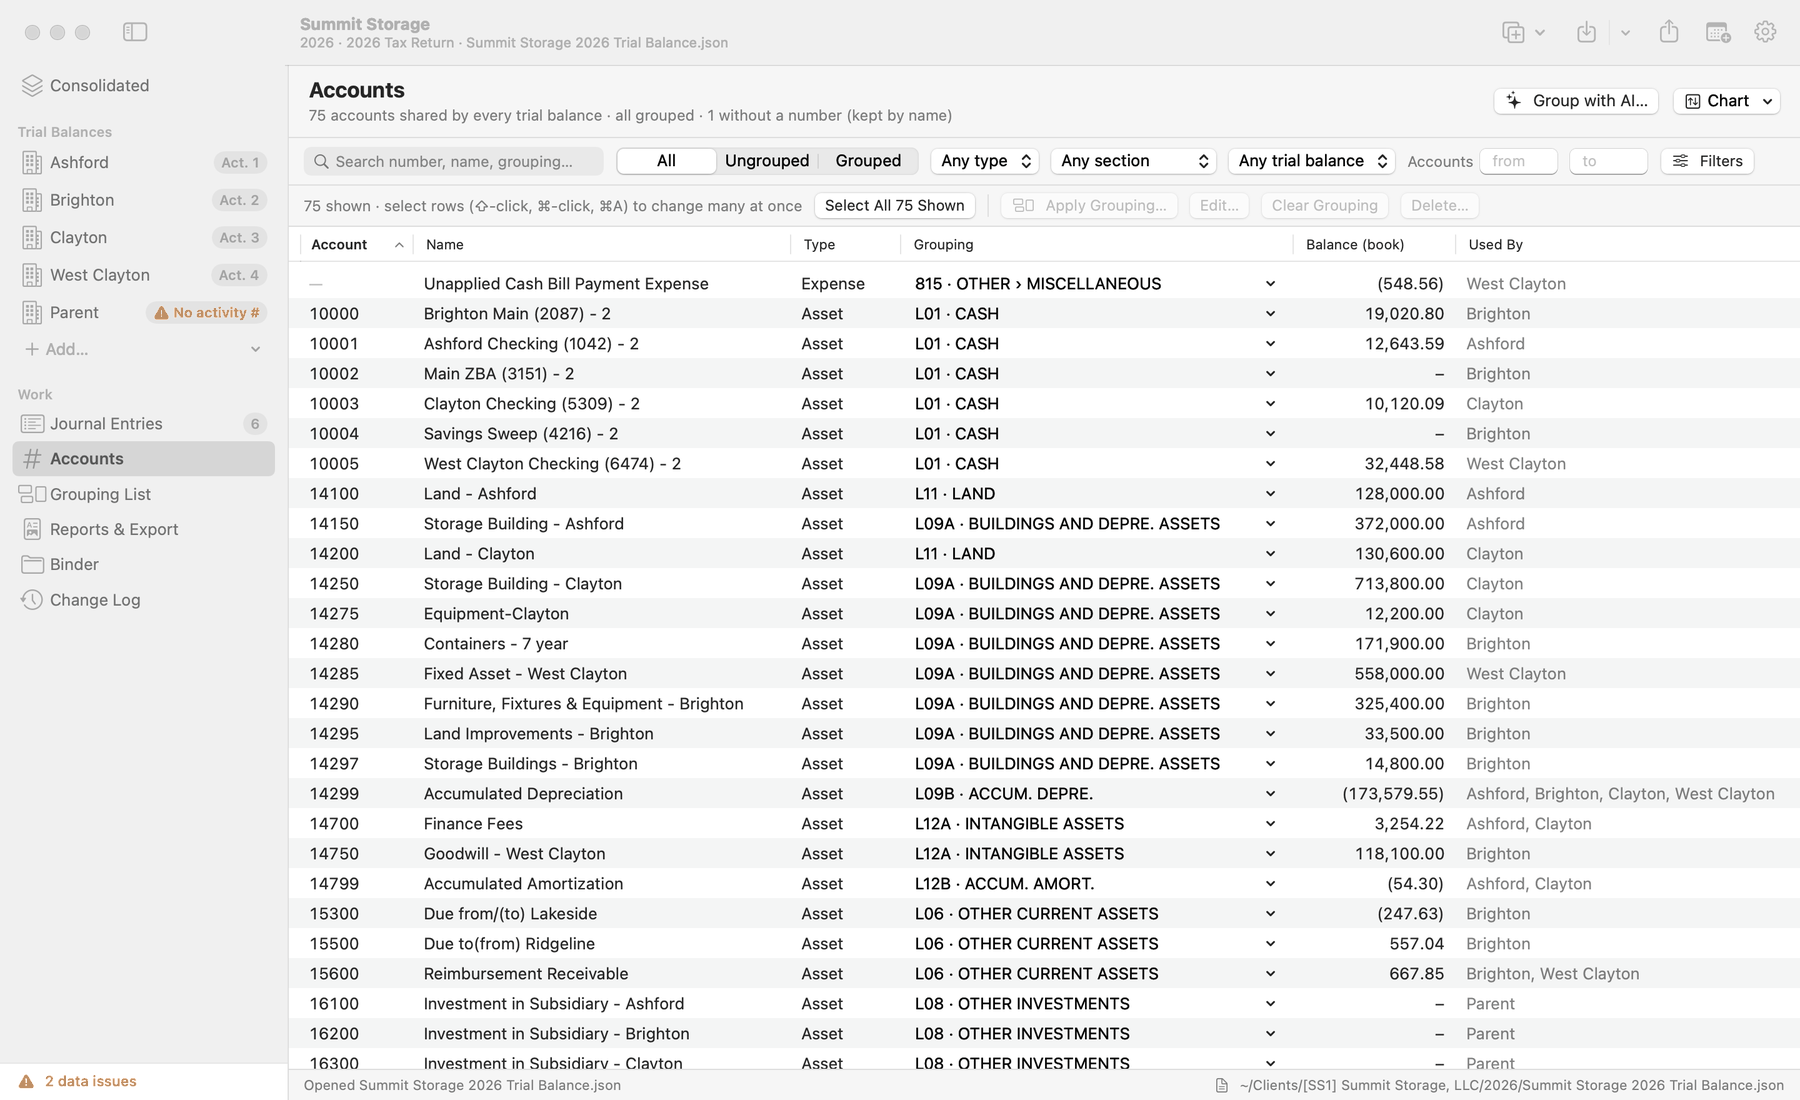 Summit Storage
2026 · 2026 Tax Return · Summit Storage 2026 Trial Balance.json
Consolidated
Trial Balances
Ashford Act. 1
Brighton Act. 2
Clayton Act. 3
West Clayton Act. 4
Parent No activity #
+ Add...
Work
Journal Entries 6
Accounts
Grouping List
Reports & Export
Binder
Change Log
2 data issues
Accounts
75 accounts shared by every trial balance · all grouped · 1 without a number (kept by name)
Group with AI... Chart
Search number, name, grouping... All Ungrouped Grouped Any type Any section Any trial balance Accounts from to Filters
75 shown · select rows (⇧-click, ⌘-click, ⌘A) to change many at once Select All 75 Shown Apply Grouping... Edit... Clear Grouping Delete...
Account Name Type Grouping Balance (book) Used By
— Unapplied Cash Bill Payment Expense Expense 815 · OTHER › MISCELLANEOUS (548.56) West Clayton
10000 Brighton Main (2087) - 2 Asset L01 · CASH 19,020.80 Brighton
10001 Ashford Checking (1042) - 2 Asset L01 · CASH 12,643.59 Ashford
10002 Main ZBA (3151) - 2 Asset L01 · CASH – Brighton
10003 Clayton Checking (5309) - 2 Asset L01 · CASH 10,120.09 Clayton
10004 Savings Sweep (4216) - 2 Asset L01 · CASH – Brighton
10005 West Clayton Checking (6474) - 2 Asset L01 · CASH 32,448.58 West Clayton
14100 Land - Ashford Asset L11 · LAND 128,000.00 Ashford
14150 Storage Building - Ashford Asset L09A · BUILDINGS AND DEPRE. ASSETS 372,000.00 Ashford
14200 Land - Clayton Asset L11 · LAND 130,600.00 Clayton
14250 Storage Building - Clayton Asset L09A · BUILDINGS AND DEPRE. ASSETS 713,800.00 Clayton
14275 Equipment-Clayton Asset L09A · BUILDINGS AND DEPRE. ASSETS 12,200.00 Clayton
14280 Containers - 7 year Asset L09A · BUILDINGS AND DEPRE. ASSETS 171,900.00 Brighton
14285 Fixed Asset - West Clayton Asset L09A · BUILDINGS AND DEPRE. ASSETS 558,000.00 West Clayton
14290 Furniture, Fixtures & Equipment - Brighton Asset L09A · BUILDINGS AND DEPRE. ASSETS 325,400.00 Brighton
14295 Land Improvements - Brighton Asset L09A · BUILDINGS AND DEPRE. ASSETS 33,500.00 Brighton
14297 Storage Buildings - Brighton Asset L09A · BUILDINGS AND DEPRE. ASSETS 14,800.00 Brighton
14299 Accumulated Depreciation Asset L09B · ACCUM. DEPRE. (173,579.55) Ashford, Brighton, Clayton, West Clayton
14700 Finance Fees Asset L12A · INTANGIBLE ASSETS 3,254.22 Ashford, Clayton
14750 Goodwill - West Clayton Asset L12A · INTANGIBLE ASSETS 118,100.00 Brighton
14799 Accumulated Amortization Asset L12B · ACCUM. AMORT. (54.30) Ashford, Clayton
15300 Due from/(to) Lakeside Asset L06 · OTHER CURRENT ASSETS (247.63) Brighton
15500 Due to(from) Ridgeline Asset L06 · OTHER CURRENT ASSETS 557.04 Brighton
15600 Reimbursement Receivable Asset L06 · OTHER CURRENT ASSETS 667.85 Brighton, West Clayton
16100 Investment in Subsidiary - Ashford Asset L08 · OTHER INVESTMENTS – Parent
16200 Investment in Subsidiary - Brighton Asset L08 · OTHER INVESTMENTS – Parent
16300 Investment in Subsidiary - Clayton Asset L08 · OTHER INVESTMENTS – Parent
Opened Summit Storage 2026 Trial Balance.json ~/Clients/[SS1] Summit Storage, LLC/2026/Summit Storage 2026 Trial Balance.json